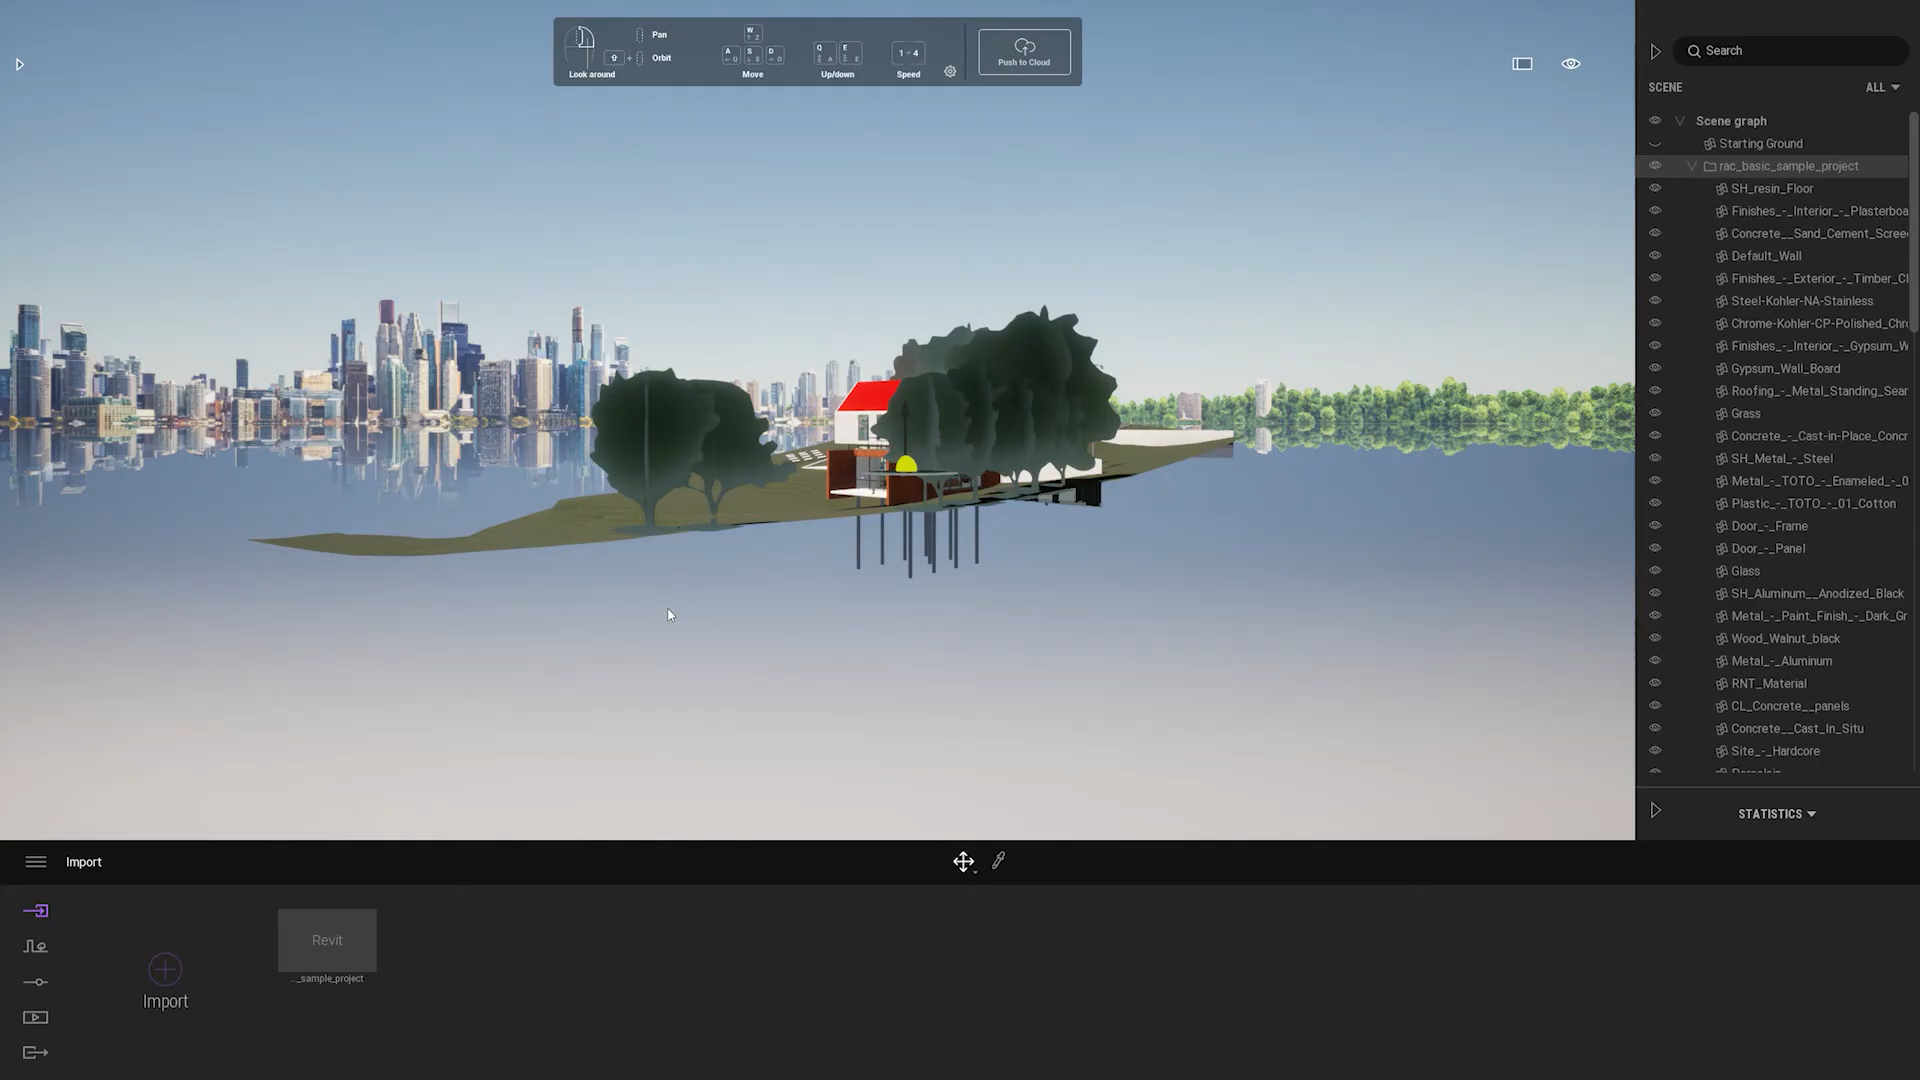 Pan
Orbit
Look around
W
Z
A
Q
S
S
D
D
Move
Q
A
E
E
Up/down
1 - 4
Speed
Push to Cloud
Search
SCENE
ALL
Scene graph
Starting Ground
rac_basic_sample_project
SH_resin_Floor
Finishes_-_Interior_-_Plasterboa
Concrete__Sand_Cement_Scree
Default_Wall
Finishes_-_Exterior_-_Timber_Cl
Steel-Kohler-NA-Stainless
Chrome-Kohler-CP-Polished_Chro
Finishes_-_Interior_-_Gypsum_W
Gypsum_Wall_Board
Roofing_-_Metal_Standing_Sear
Grass
Concrete_-_Cast-in-Place_Concr
SH_Metal_-_Steel
Metal_-_TOTO_-_Enameled_-_0
Plastic_-_TOTO_-_01_Cotton
Door_-_Frame
Door_-_Panel
Glass
SH_Aluminum__Anodized_Black
Metal_-_Paint_Finish_-_Dark_Gr
Wood_Walnut_black
Metal_-_Aluminum
RNT_Material
CL_Concrete__panels
Concrete__Cast_In_Situ
Site_-_Hardcore
STATISTICS
Import
Revit
..._sample_project
Import